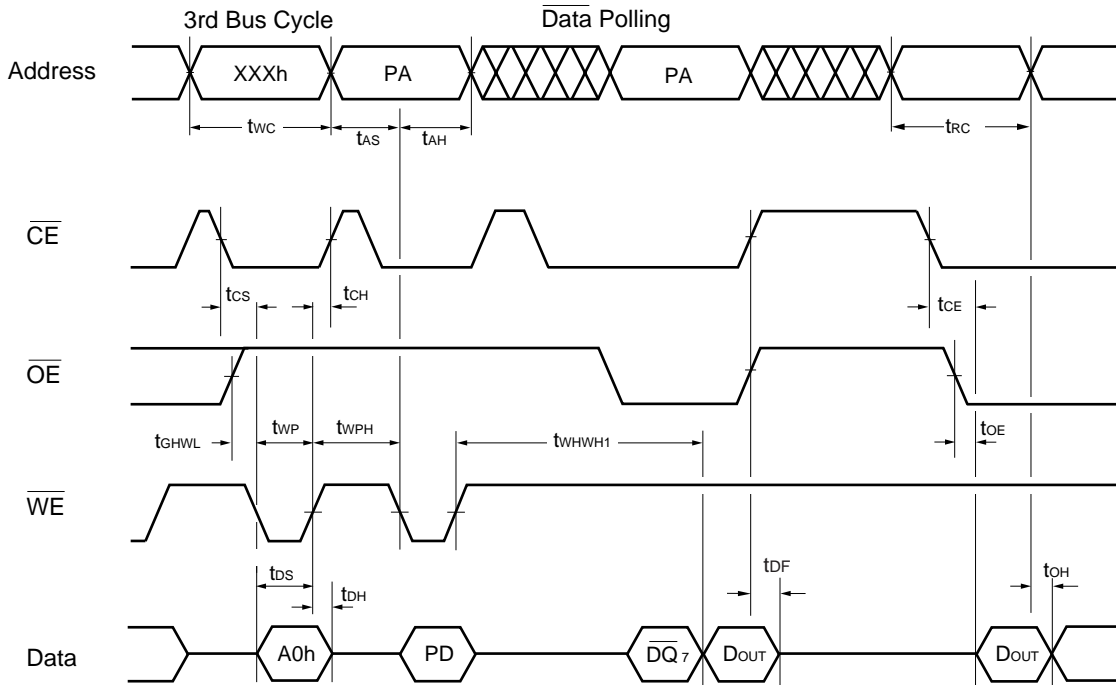 3rd Bus Cycle
Data Polling
Address
XXXh
PA
PA
tWC
tAS
tAH
tRC
CE
tCS
tCH
tCE
OE
tGHWL
tWP
tWPH
tWHWH1
tOE
WE
tDS
tDH
tDF
tOH
Data
A0h
PD
DQ7
DOUT
DOUT